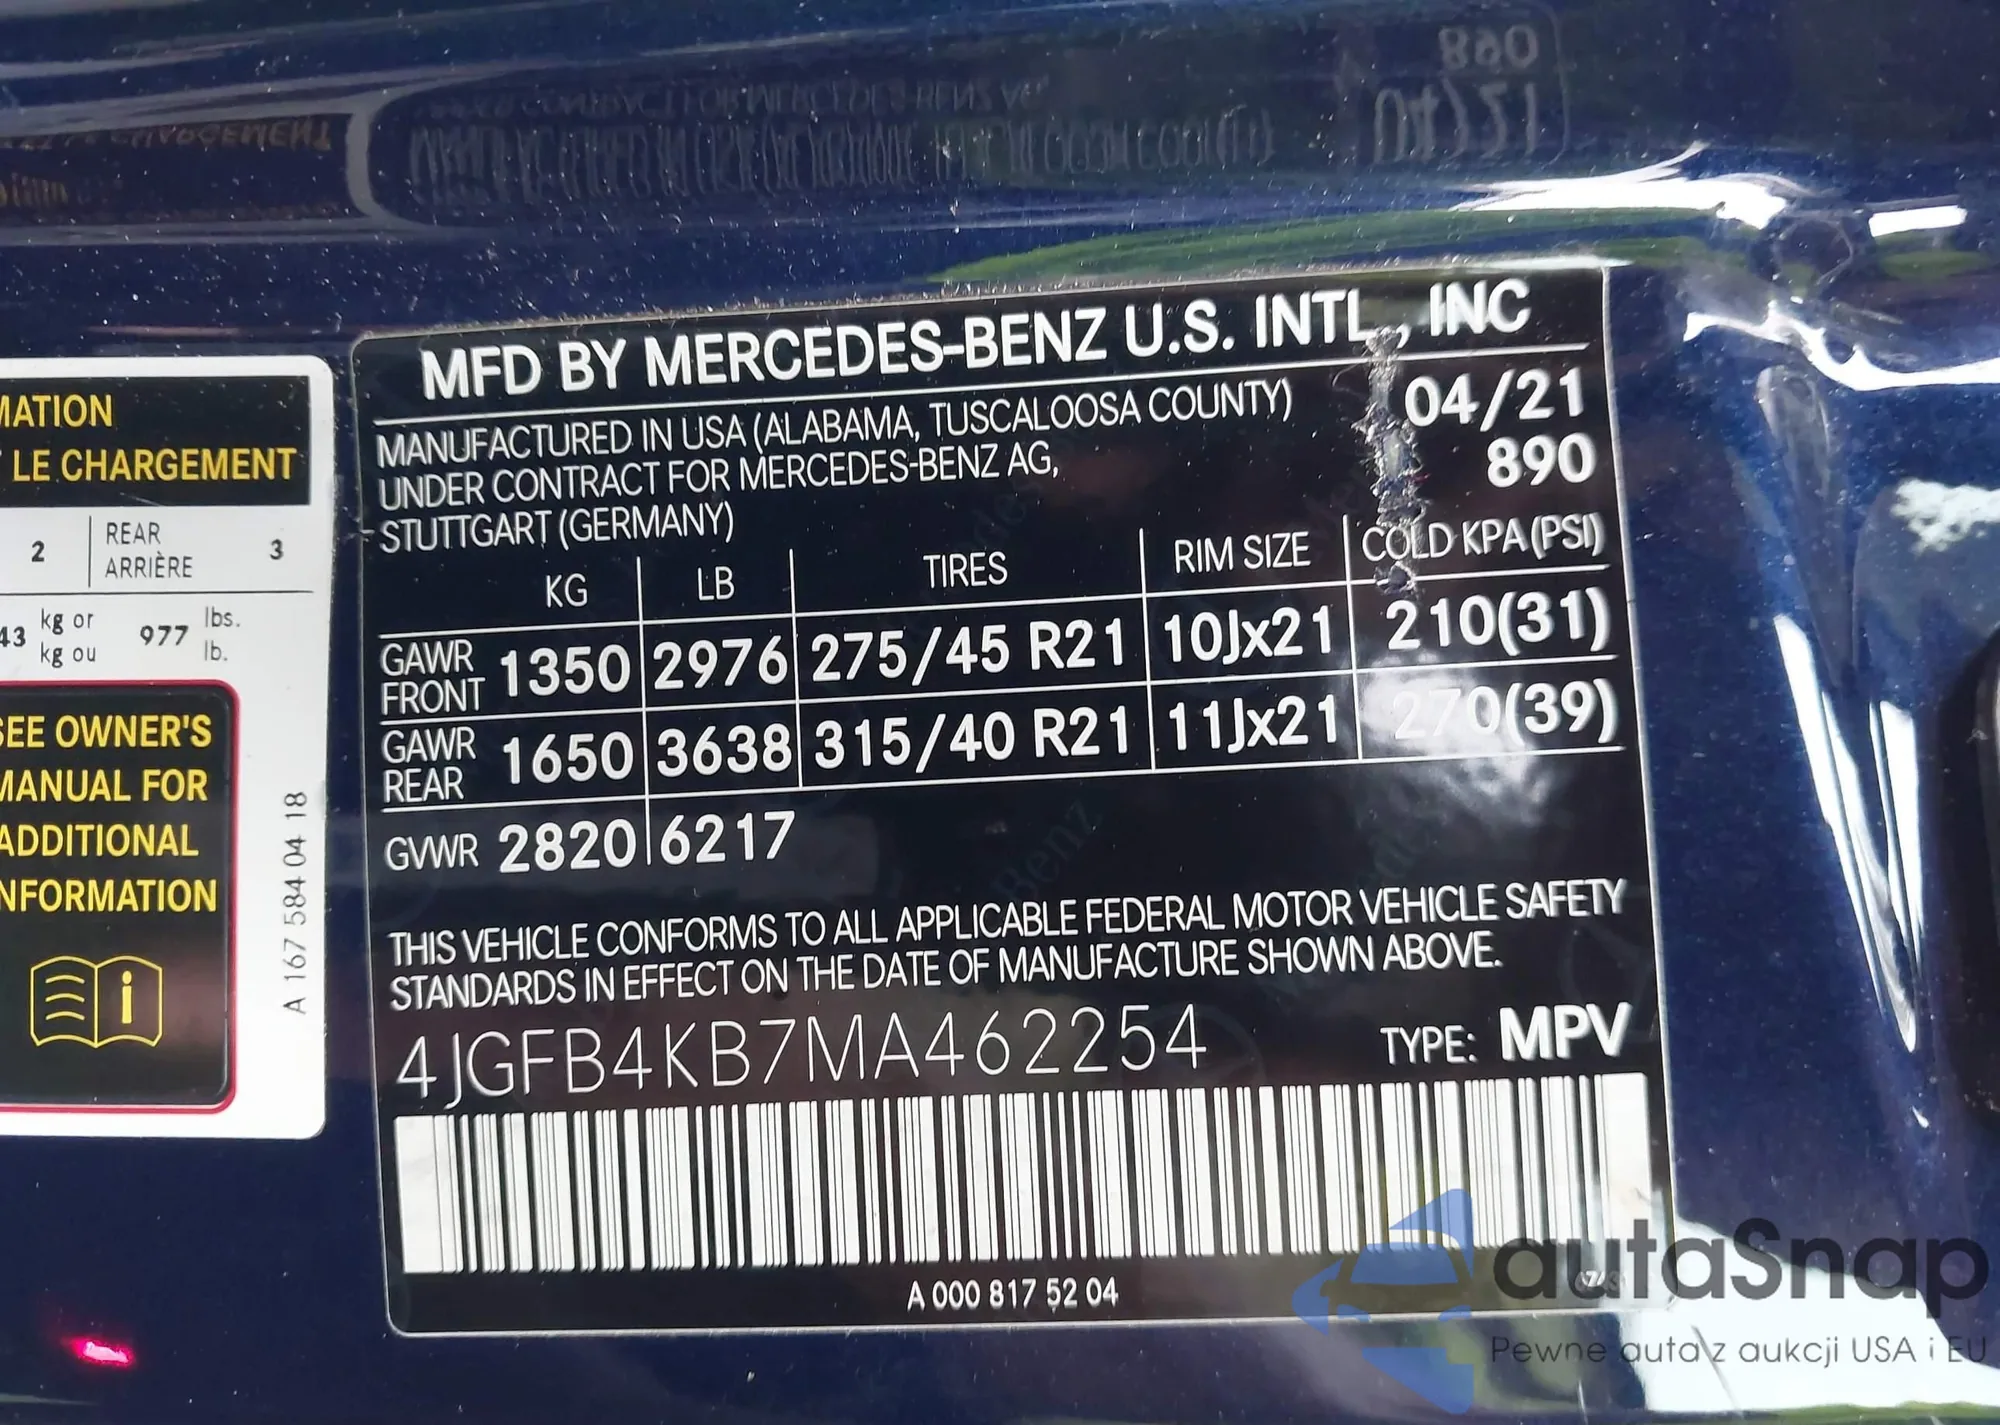 MATION
LE CHARGEMENT
2
REAR
ARRIÈRE
3
43 kg or
kg ou
977 lbs.
lb.
SEE OWNER'S
MANUAL FOR
ADDITIONAL
INFORMATION
A 167 584 04 18
MFD BY MERCEDES-BENZ U.S. INTL., INC
MANUFACTURED IN USA (ALABAMA, TUSCALOOSA COUNTY)
UNDER CONTRACT FOR MERCEDES-BENZ AG,
STUTTGART (GERMANY)
04/21
890
KG LB TIRES RIM SIZE COLD KPA (PSI)
GAWR FRONT 1350 2976 275/45 R21 10Jx21 210(31)
GAWR REAR 1650 3638 315/40 R21 11Jx21 270(39)
GVWR 2820 6217
THIS VEHICLE CONFORMS TO ALL APPLICABLE FEDERAL MOTOR VEHICLE SAFETY
STANDARDS IN EFFECT ON THE DATE OF MANUFACTURE SHOWN ABOVE.
4JGFB4KB7MA462254 TYPE: MPV
A 000 817 52 04
autaSnap
Pewne auta z aukcji USA i EU